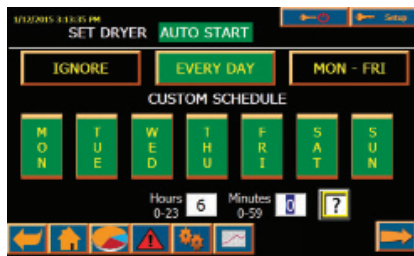 1/12/2015 3:13:35 PM
Setup
SET DRYER AUTO START
IGNORE EVERY DAY MON - FRI
CUSTOM SCHEDULE
MON TUE WED THU FRI SAT SUN
Hours 0-23 6 Minutes 0-59 0 ?